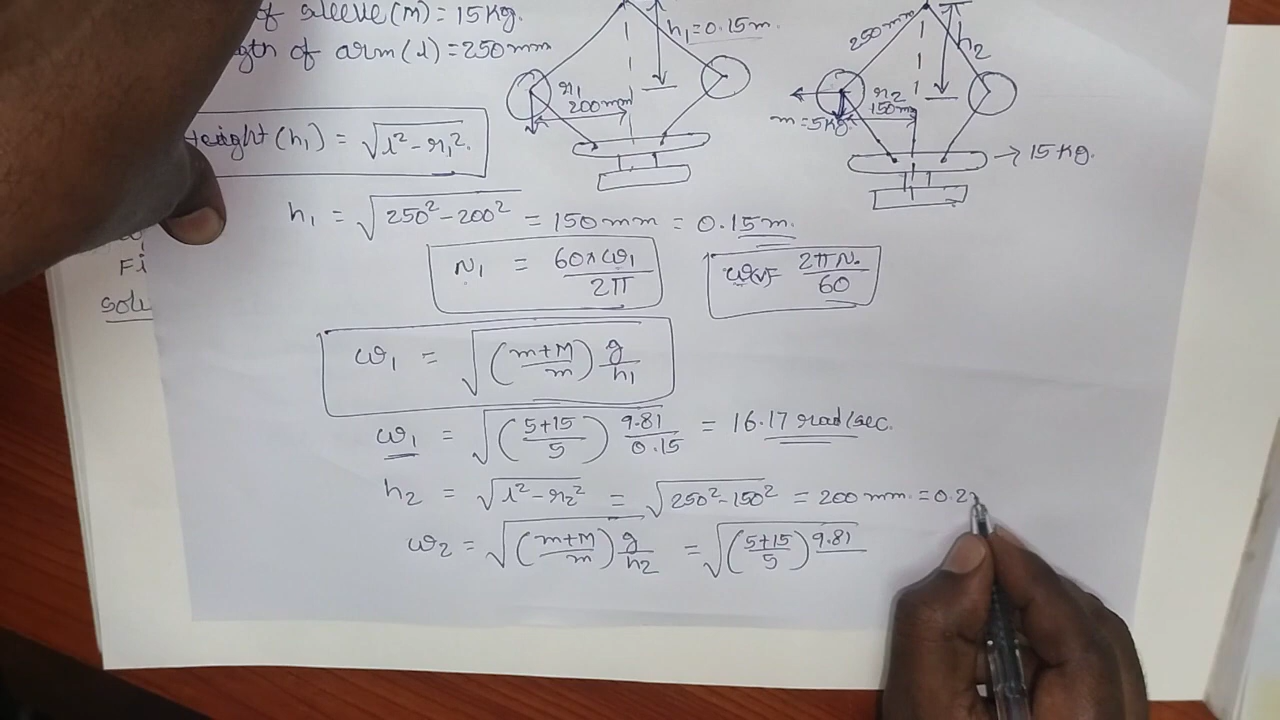 of sleeve (M) = 15 Kg.
gth of arm (l) = 250 mm
h₁ = 0.15 m.
r₁
200 mm
250 mm
h₂
r₂
150 mm
m = 5 Kg.
→ 15 Kg.
Height (h₁) = √(l² - r₁²).
h₁ = √(250² - 200²) = 150 mm = 0.15 m.
N₁ = 60 × ω₁ / 2π
= 2πN. / 60
ω₁ = √((m+M)/m) g/h₁
ω₁ = √((5+15)/5) 9.81/0.15 = 16.17 rad/sec.
h₂ = √(l² - r₂²) = √(250² - 150²) = 200 mm. = 0.2
ω₂ = √((m+M)/m) g/h₂ = √((5+15)/5) 9.81
Fi
Solu